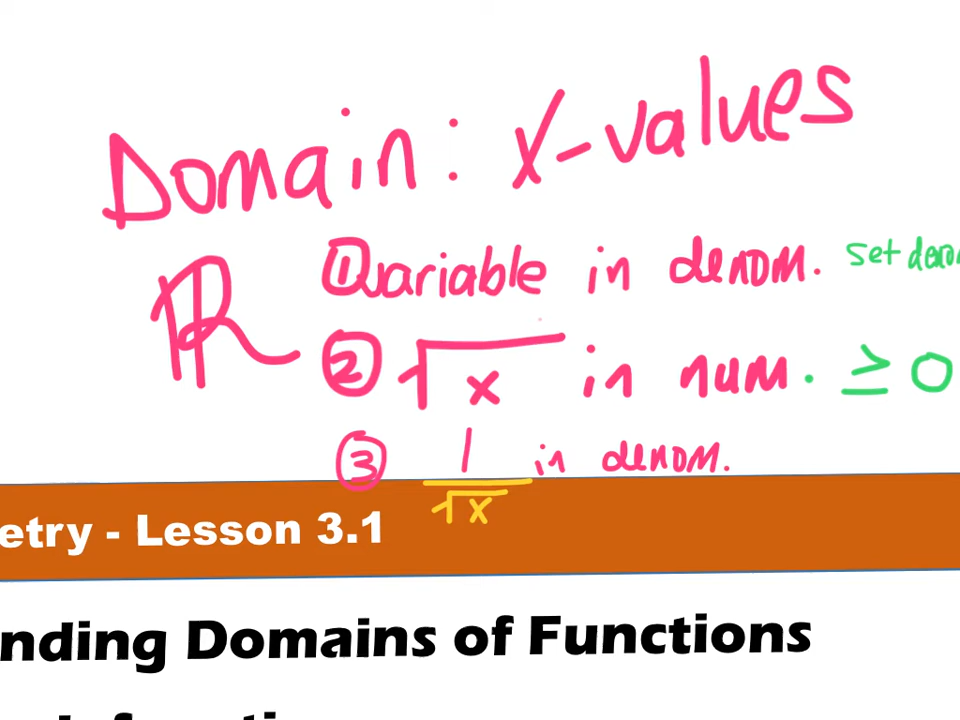 Domain: x-values
ℝ
① variable in denom. set denom
② √x in num. ≥ 0
③ 1/√x in denom.
etry - Lesson 3.1
nding Domains of Functions